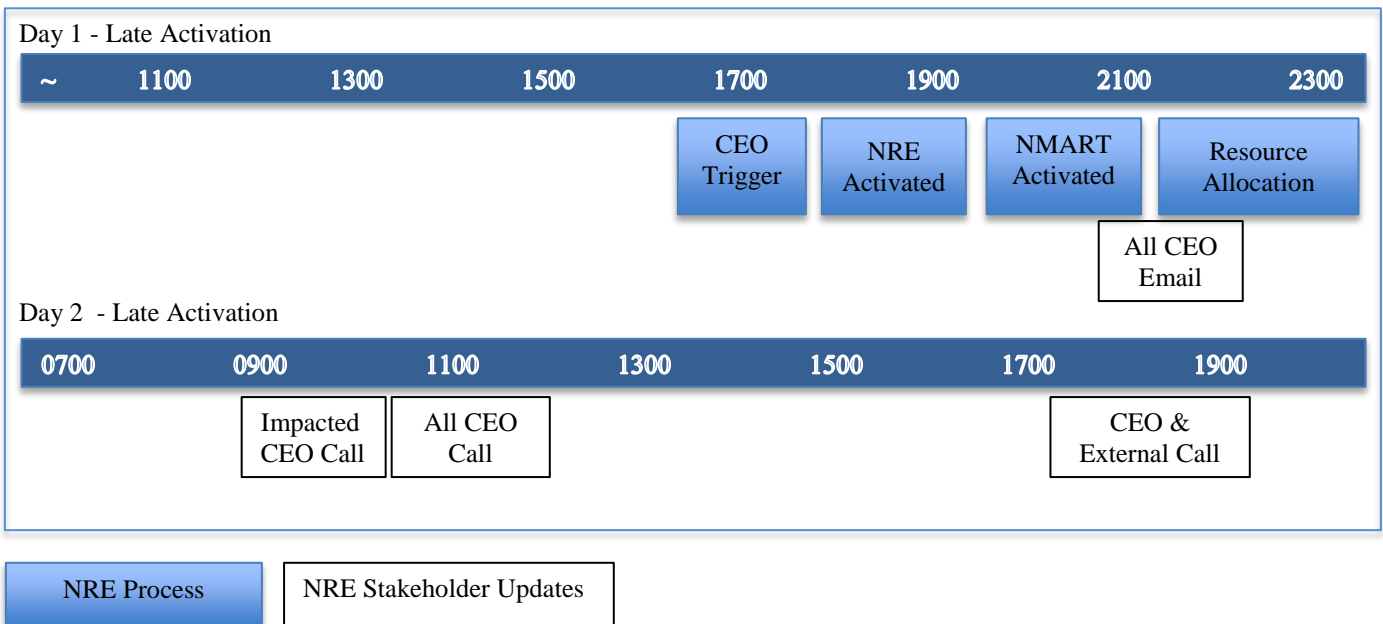 Day 1 - Late Activation
~ 1100 1300 1500 1700 1900 2100 2300
CEO
Trigger
NRE
Activated
NMART
Activated
Resource
Allocation
All CEO
Email
Day 2 - Late Activation
0700 0900 1100 1300 1500 1700 1900
Impacted
CEO Call
All CEO
Call
CEO &
External Call
NRE Process
NRE Stakeholder Updates